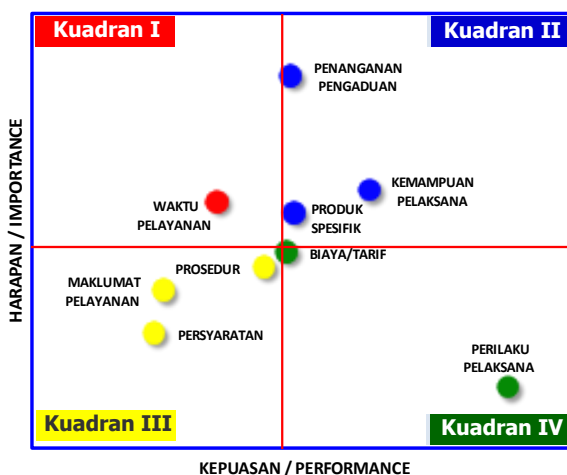 Kuadran I
Kuadran II
PENANGANAN
PENGADUAN
KEMAMPUAN
PELAKSANA
WAKTU
PELAYANAN
PRODUK
SPESIFIK
BIAYA/TARIF
PROSEDUR
MAKLUMAT
PELAYANAN
PERSYARATAN
PERILAKU
PELAKSANA
Kuadran III
Kuadran IV
HARAPAN / IMPORTANCE
KEPUASAN / PERFORMANCE